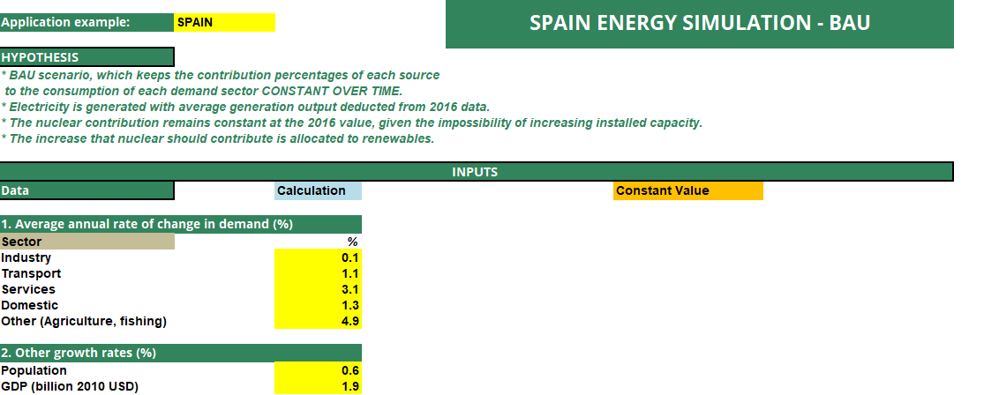 Application example: SPAIN
SPAIN ENERGY SIMULATION - BAU
HYPOTHESIS
* BAU scenario, which keeps the contribution percentages of each source
to the consumption of each demand sector CONSTANT OVER TIME.
* Electricity is generated with average generation output deducted from 2016 data.
* The nuclear contribution remains constant at the 2016 value, given the impossibility of increasing installed capacity.
* The increase that nuclear should contribute is allocated to renewables.
INPUTS
Data Calculation Constant Value
1. Average annual rate of change in demand (%)
Sector %
Industry 0.1
Transport 1.1
Services 3.1
Domestic 1.3
Other (Agriculture, fishing) 4.9
2. Other growth rates (%)
Population 0.6
GDP (billion 2010 USD) 1.9